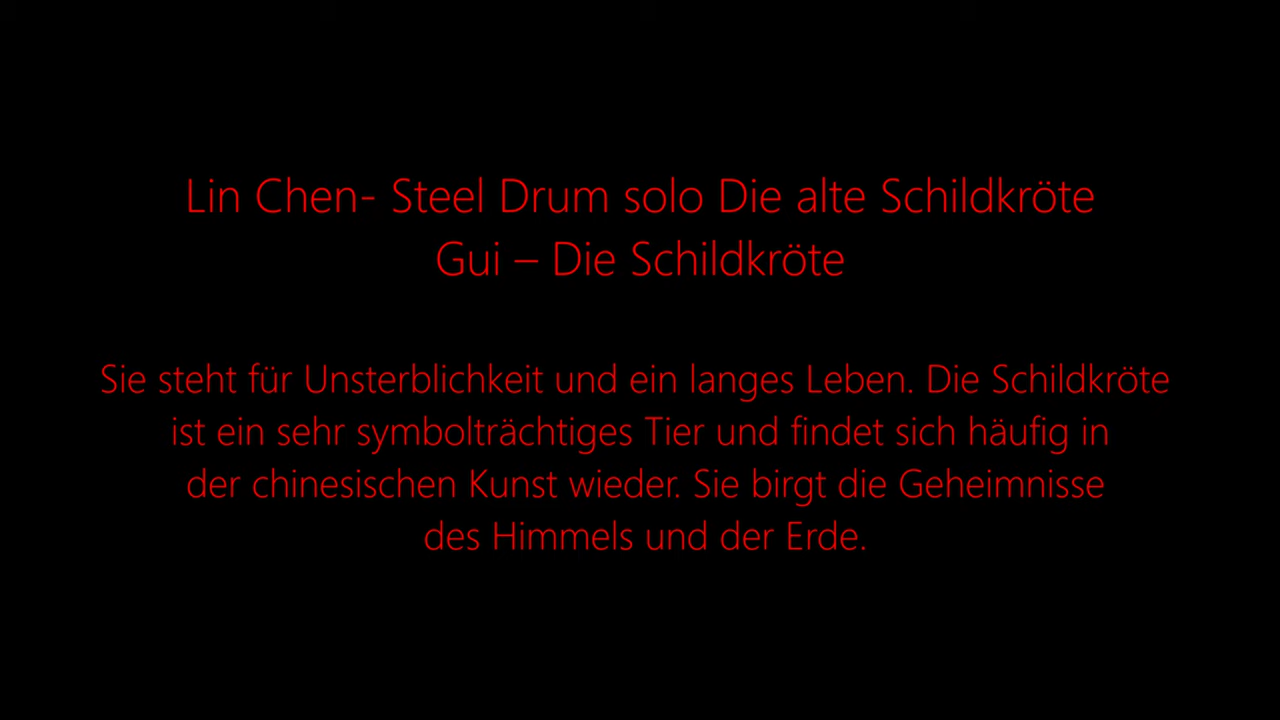 Lin Chen- Steel Drum solo Die alte Schildkröte
Gui – Die Schildkröte
Sie steht für Unsterblichkeit und ein langes Leben. Die Schildkröte
ist ein sehr symbolträchtiges Tier und findet sich häufig in
der chinesischen Kunst wieder. Sie birgt die Geheimnisse
des Himmels und der Erde.